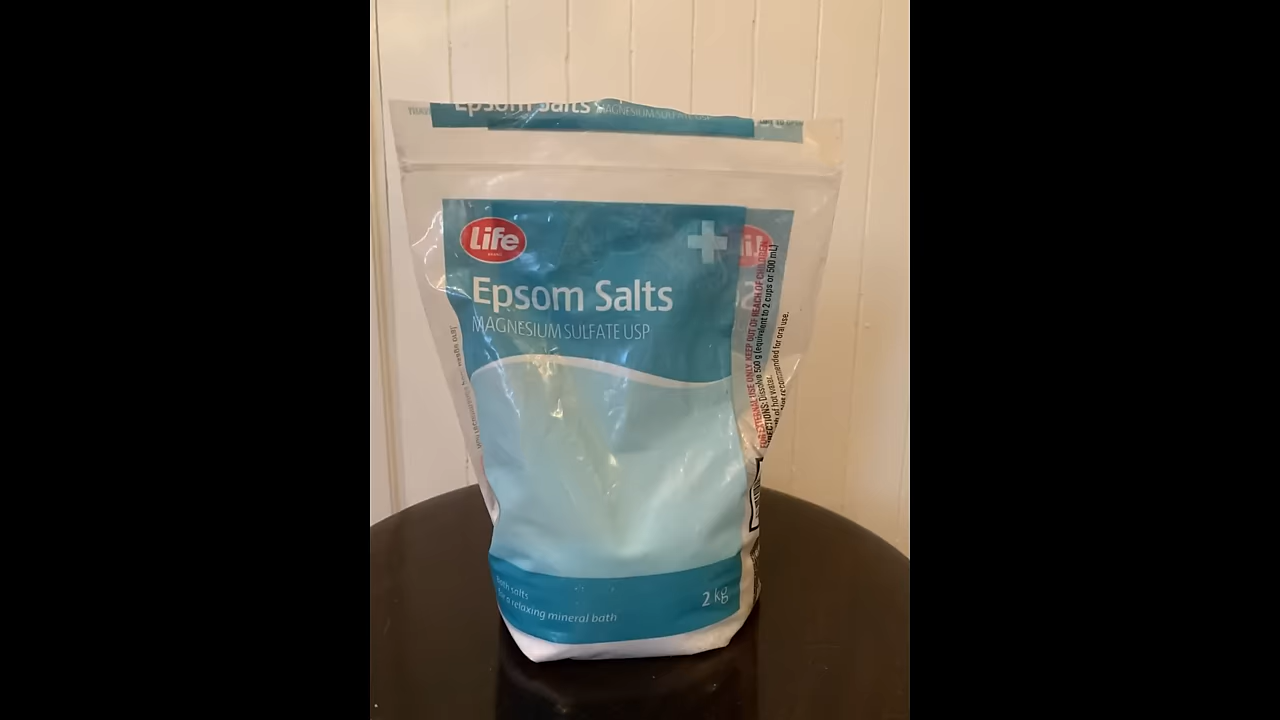 Epsom Salts MAGNESIUM SULFATE USP
Life
BRAND
Epsom Salts
MAGNESIUM SULFATE USP
Bath salts
for a relaxing mineral bath
2 kg
FOR EXTERNAL USE ONLY. KEEP OUT OF REACH OF CHILDREN
DIRECTIONS: Dissolve 500 g (equivalent to 2 cups or 500 mL)
of hot water.
recommended for oral use.